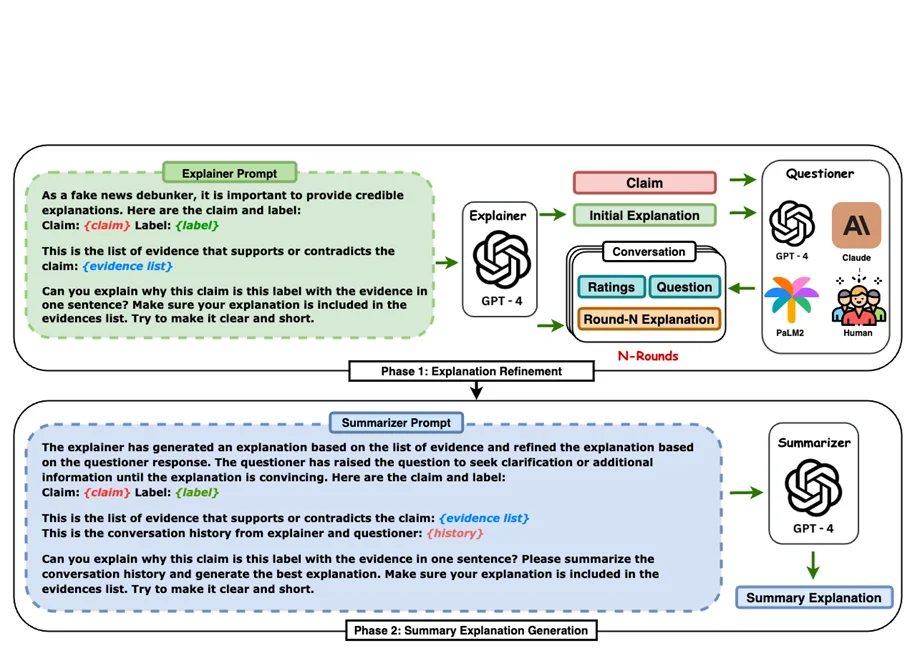 Explainer Prompt
As a fake news debunker, it is important to provide credible
explanations. Here are the claim and label:
Claim: {claim} Label: {label}
This is the list of evidence that supports or contradicts the
claim: {evidence list}
Can you explain why this claim is this label with the evidence in
one sentence? Make sure your explanation is included in the
evidences list. Try to make it clear and short.
Explainer
GPT - 4
Claim
Initial Explanation
Conversation
Ratings
Question
Round-N Explanation
N-Rounds
Questioner
GPT - 4
A\
Claude
PaLM2
Human
Phase 1: Explanation Refinement
Summarizer Prompt
The explainer has generated an explanation based on the list of evidence and refined the explanation based
on the questioner response. The questioner has raised the question to seek clarification or additional
information until the explanation is convincing. Here are the claim and label:
Claim: {claim} Label: {label}
This is the list of evidence that supports or contradicts the claim: {evidence list}
This is the conversation history from explainer and questioner: {history}
Can you explain why this claim is this label with the evidence in one sentence? Please summarize the
conversation history and generate the best explanation. Make sure your explanation is included in the
evidences list. Try to make it clear and short.
Summarizer
GPT - 4
Summary Explanation
Phase 2: Summary Explanation Generation